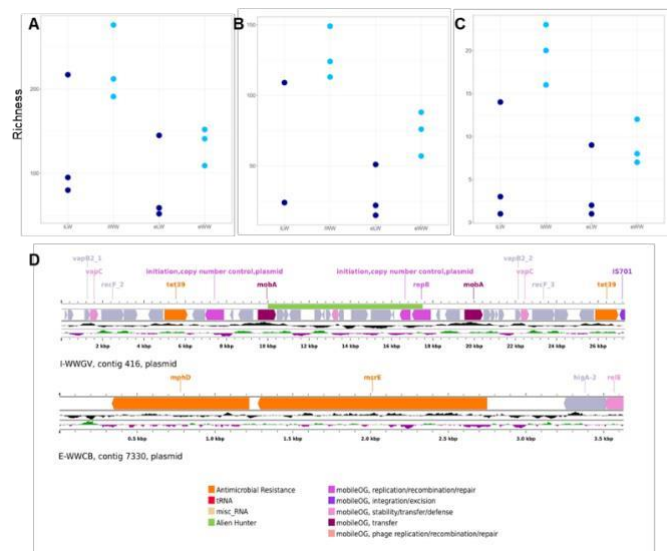 A
B
C
Richness
200
100
150
100
50
0
20
15
10
5
0
iLW
iWW
eLW
eWW
iLW
iWW
eLW
eWW
iLW
iWW
eLW
eWW
D
vapB2_1
vapB2_2
vapC
initiation,copy number control,plasmid
initiation,copy number control,plasmid
vapC
IS701
recF_2
tet39
mobA
repB
mobA
recF_3
tet39
2 kbp
4 kbp
6 kbp
8 kbp
10 kbp
12 kbp
14 kbp
16 kbp
18 kbp
20 kbp
22 kbp
24 kbp
26 kbp
I-WWGV, contig 416, plasmid
mphD
msrE
higA-2
relE
0.5 kbp
1.0 kbp
1.5 kbp
2.0 kbp
2.5 kbp
3.0 kbp
3.5 kbp
E-WWCB, contig 7330, plasmid
Antimicrobial Resistance
tRNA
misc_RNA
Alien Hunter
mobileOG, replication/recombination/repair
mobileOG, integration/excision
mobileOG, stability/transfer/defense
mobileOG, transfer
mobileOG, phage replication/recombination/repair